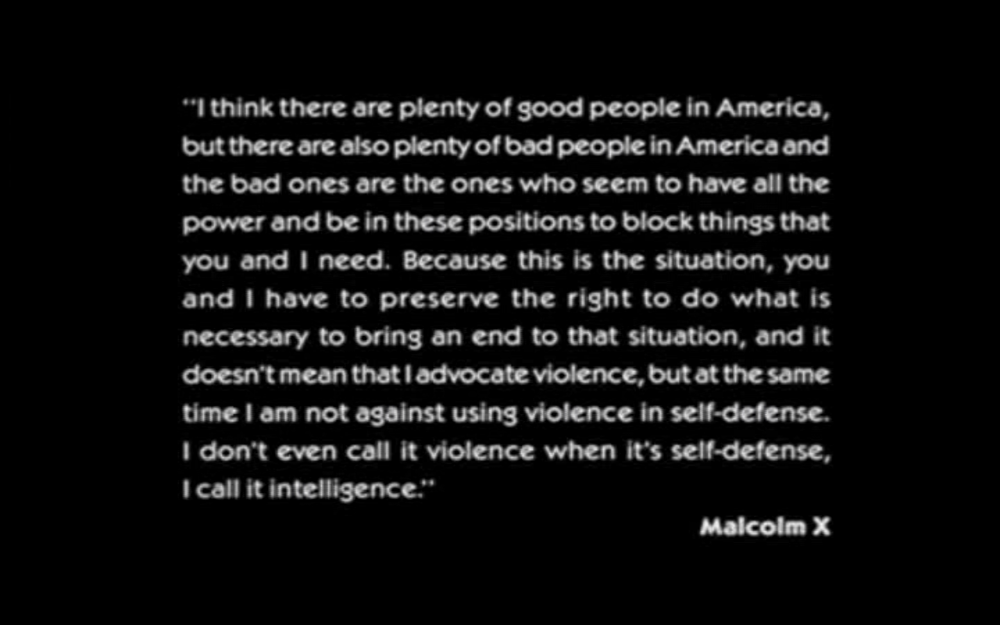 "I think there are plenty of good people in America,
but there are also plenty of bad people in America and
the bad ones are the ones who seem to have all the
power and be in these positions to block things that
you and I need. Because this is the situation, you
and I have to preserve the right to do what is
necessary to bring an end to that situation, and it
doesn't mean that I advocate violence, but at the same
time I am not against using violence in self-defense.
I don't even call it violence when it's self-defense,
I call it intelligence."
Malcolm X